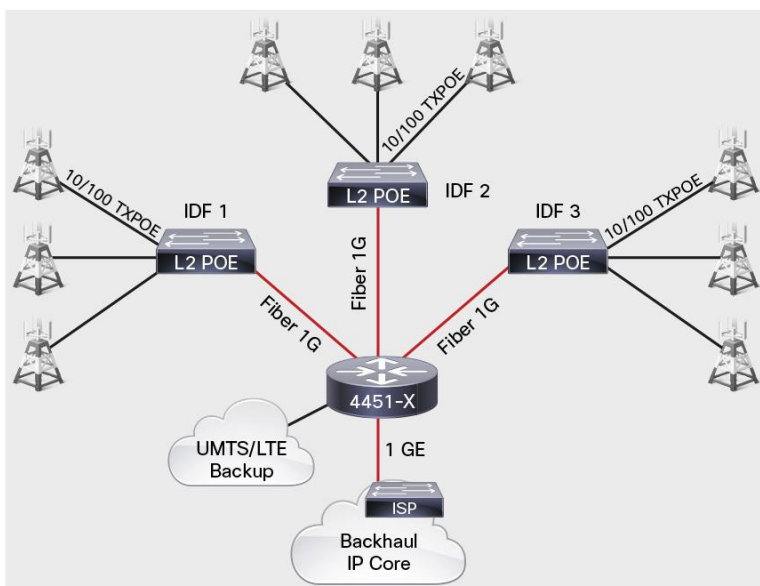 10/100 TXPOE
L2 POE
IDF 2
10/100 TXPOE
IDF 1
L2 POE
IDF 3
10/100 TXPOE
L2 POE
Fiber 1G
Fiber 1G
Fiber 1G
4451-X
UMTS/LTE
Backup
1 GE
ISP
Backhaul
IP Core